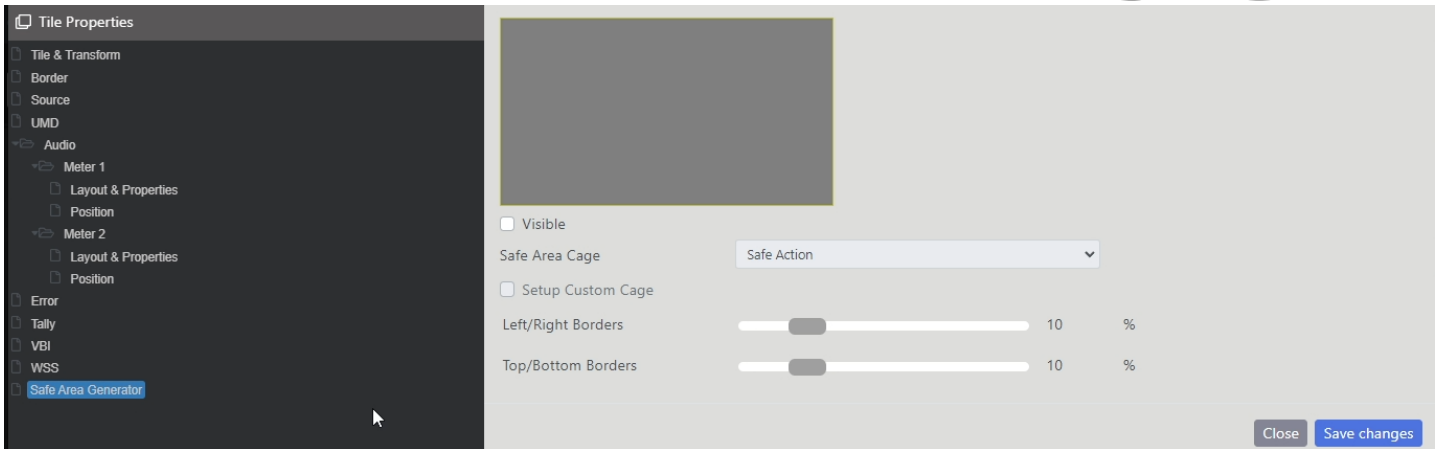 Tile Properties
Tile & Transform
Border
Source
UMD
Audio
Meter 1
Layout & Properties
Position
Meter 2
Layout & Properties
Position
Error
Tally
VBI
WSS
Safe Area Generator
Visible
Safe Area Cage Safe Action
Setup Custom Cage
Left/Right Borders 10 %
Top/Bottom Borders 10 %
Close Save changes